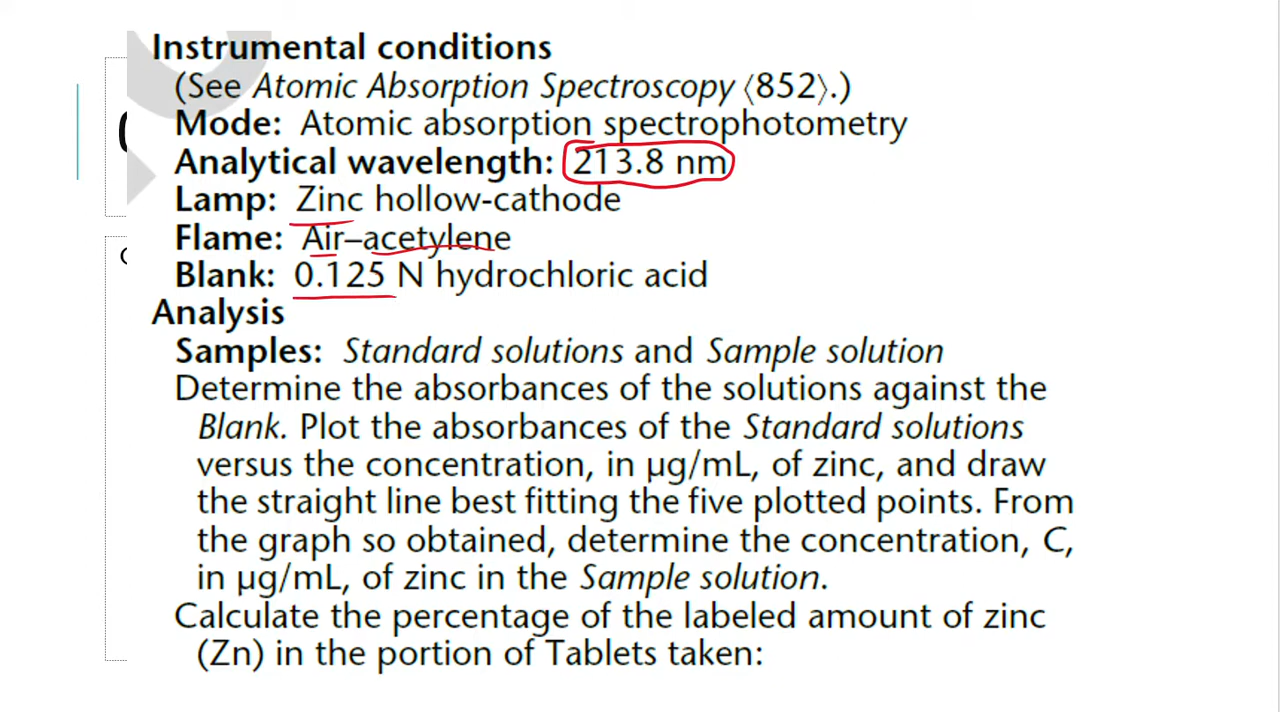 Instrumental conditions
(See Atomic Absorption Spectroscopy ⟨852⟩.)
Mode: Atomic absorption spectrophotometry
Analytical wavelength: 213.8 nm
Lamp: Zinc hollow-cathode
Flame: Air–acetylene
Blank: 0.125 N hydrochloric acid
Analysis
Samples: Standard solutions and Sample solution
Determine the absorbances of the solutions against the
Blank. Plot the absorbances of the Standard solutions
versus the concentration, in µg/mL, of zinc, and draw
the straight line best fitting the five plotted points. From
the graph so obtained, determine the concentration, C,
in µg/mL, of zinc in the Sample solution.
Calculate the percentage of the labeled amount of zinc
(Zn) in the portion of Tablets taken: